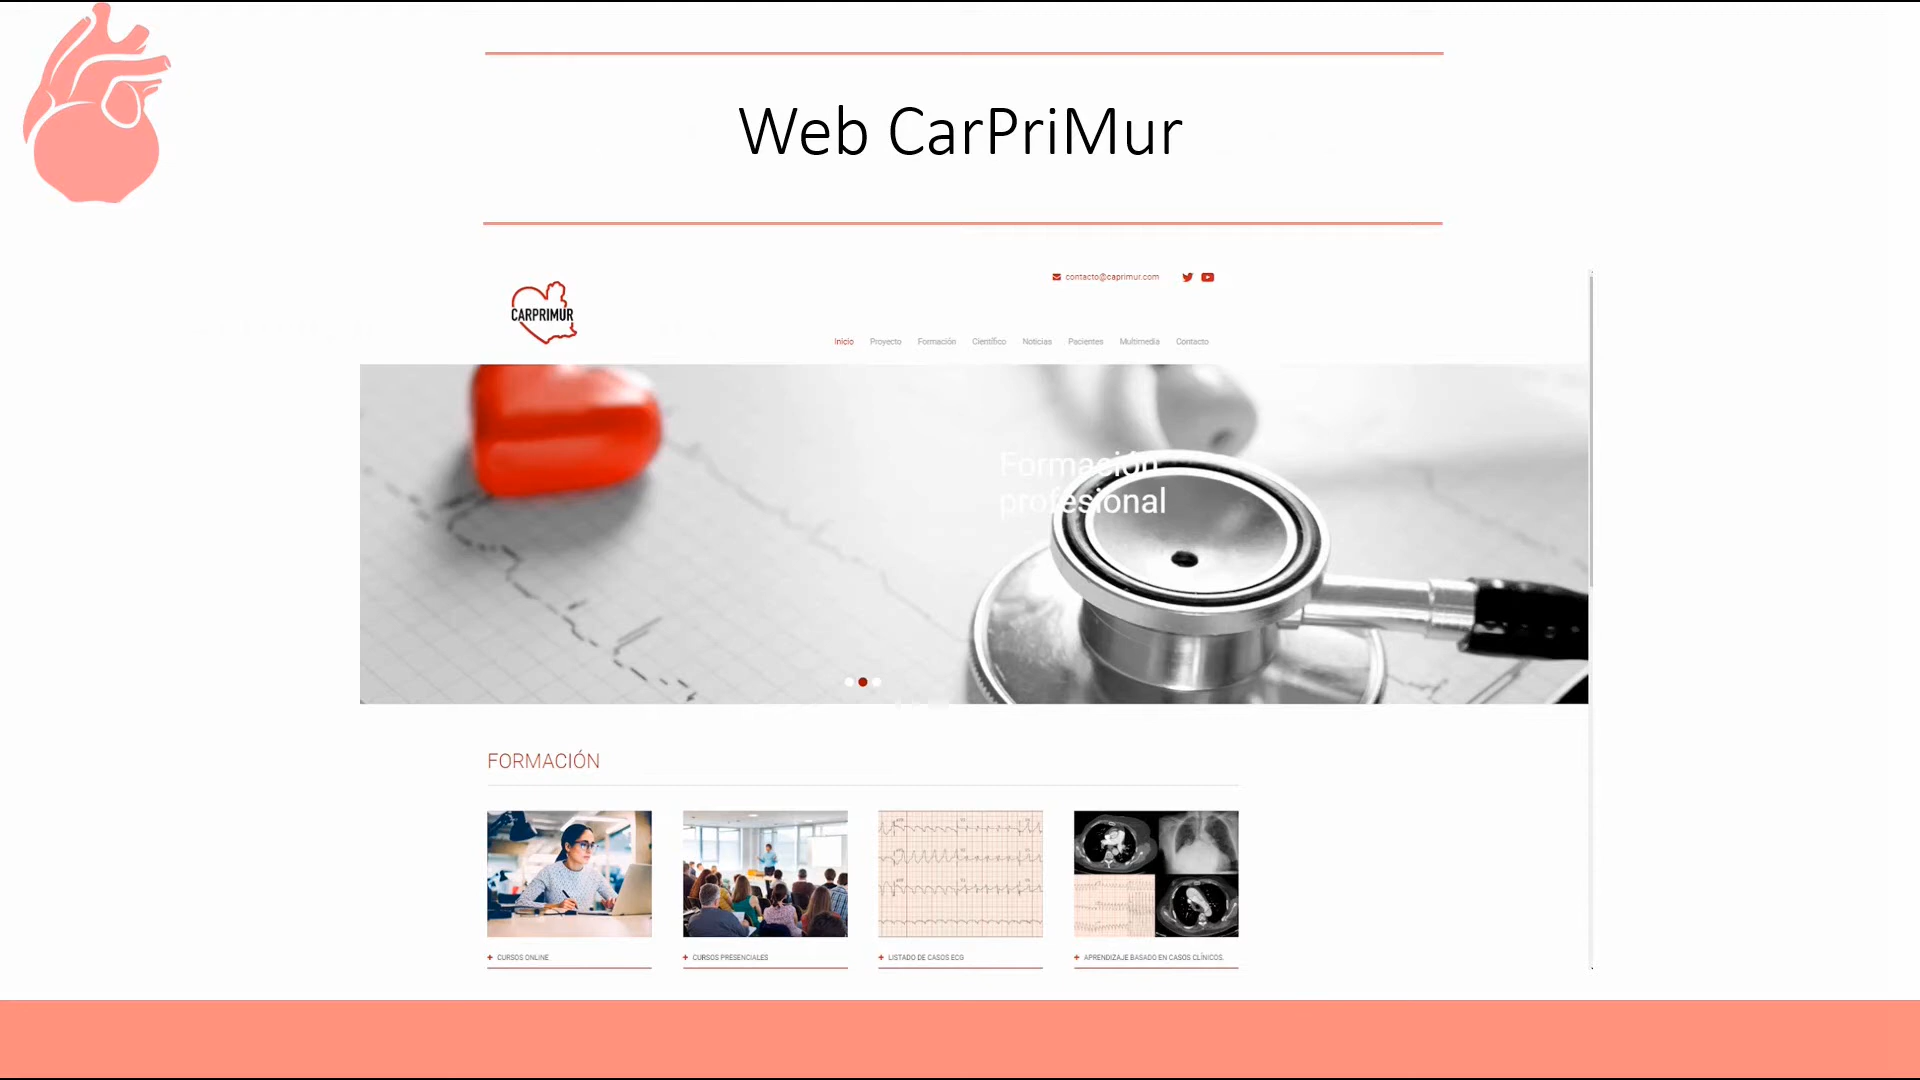 Web CarPriMur
contacto@caprimur.com
CARPRIMUR
Inicio Proyecto Formación Científico Noticias Pacientes Multimedia Contacto
Formación
profesional
FORMACIÓN
+ CURSOS ONLINE
+ CURSOS PRESENCIALES
+ LISTADO DE CASOS ECG
+ APRENDIZAJE BASADO EN CASOS CLÍNICOS.